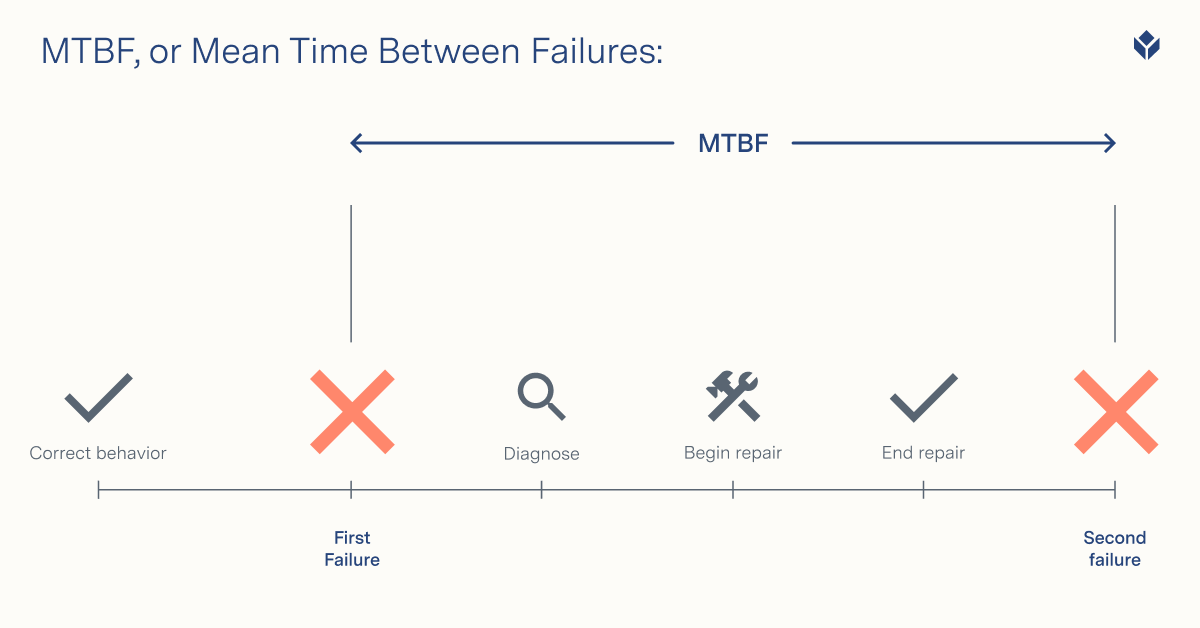 MTBF, or Mean Time Between Failures:
MTBF
Correct behavior
Diagnose
Begin repair
End repair
First
Failure
Second
failure